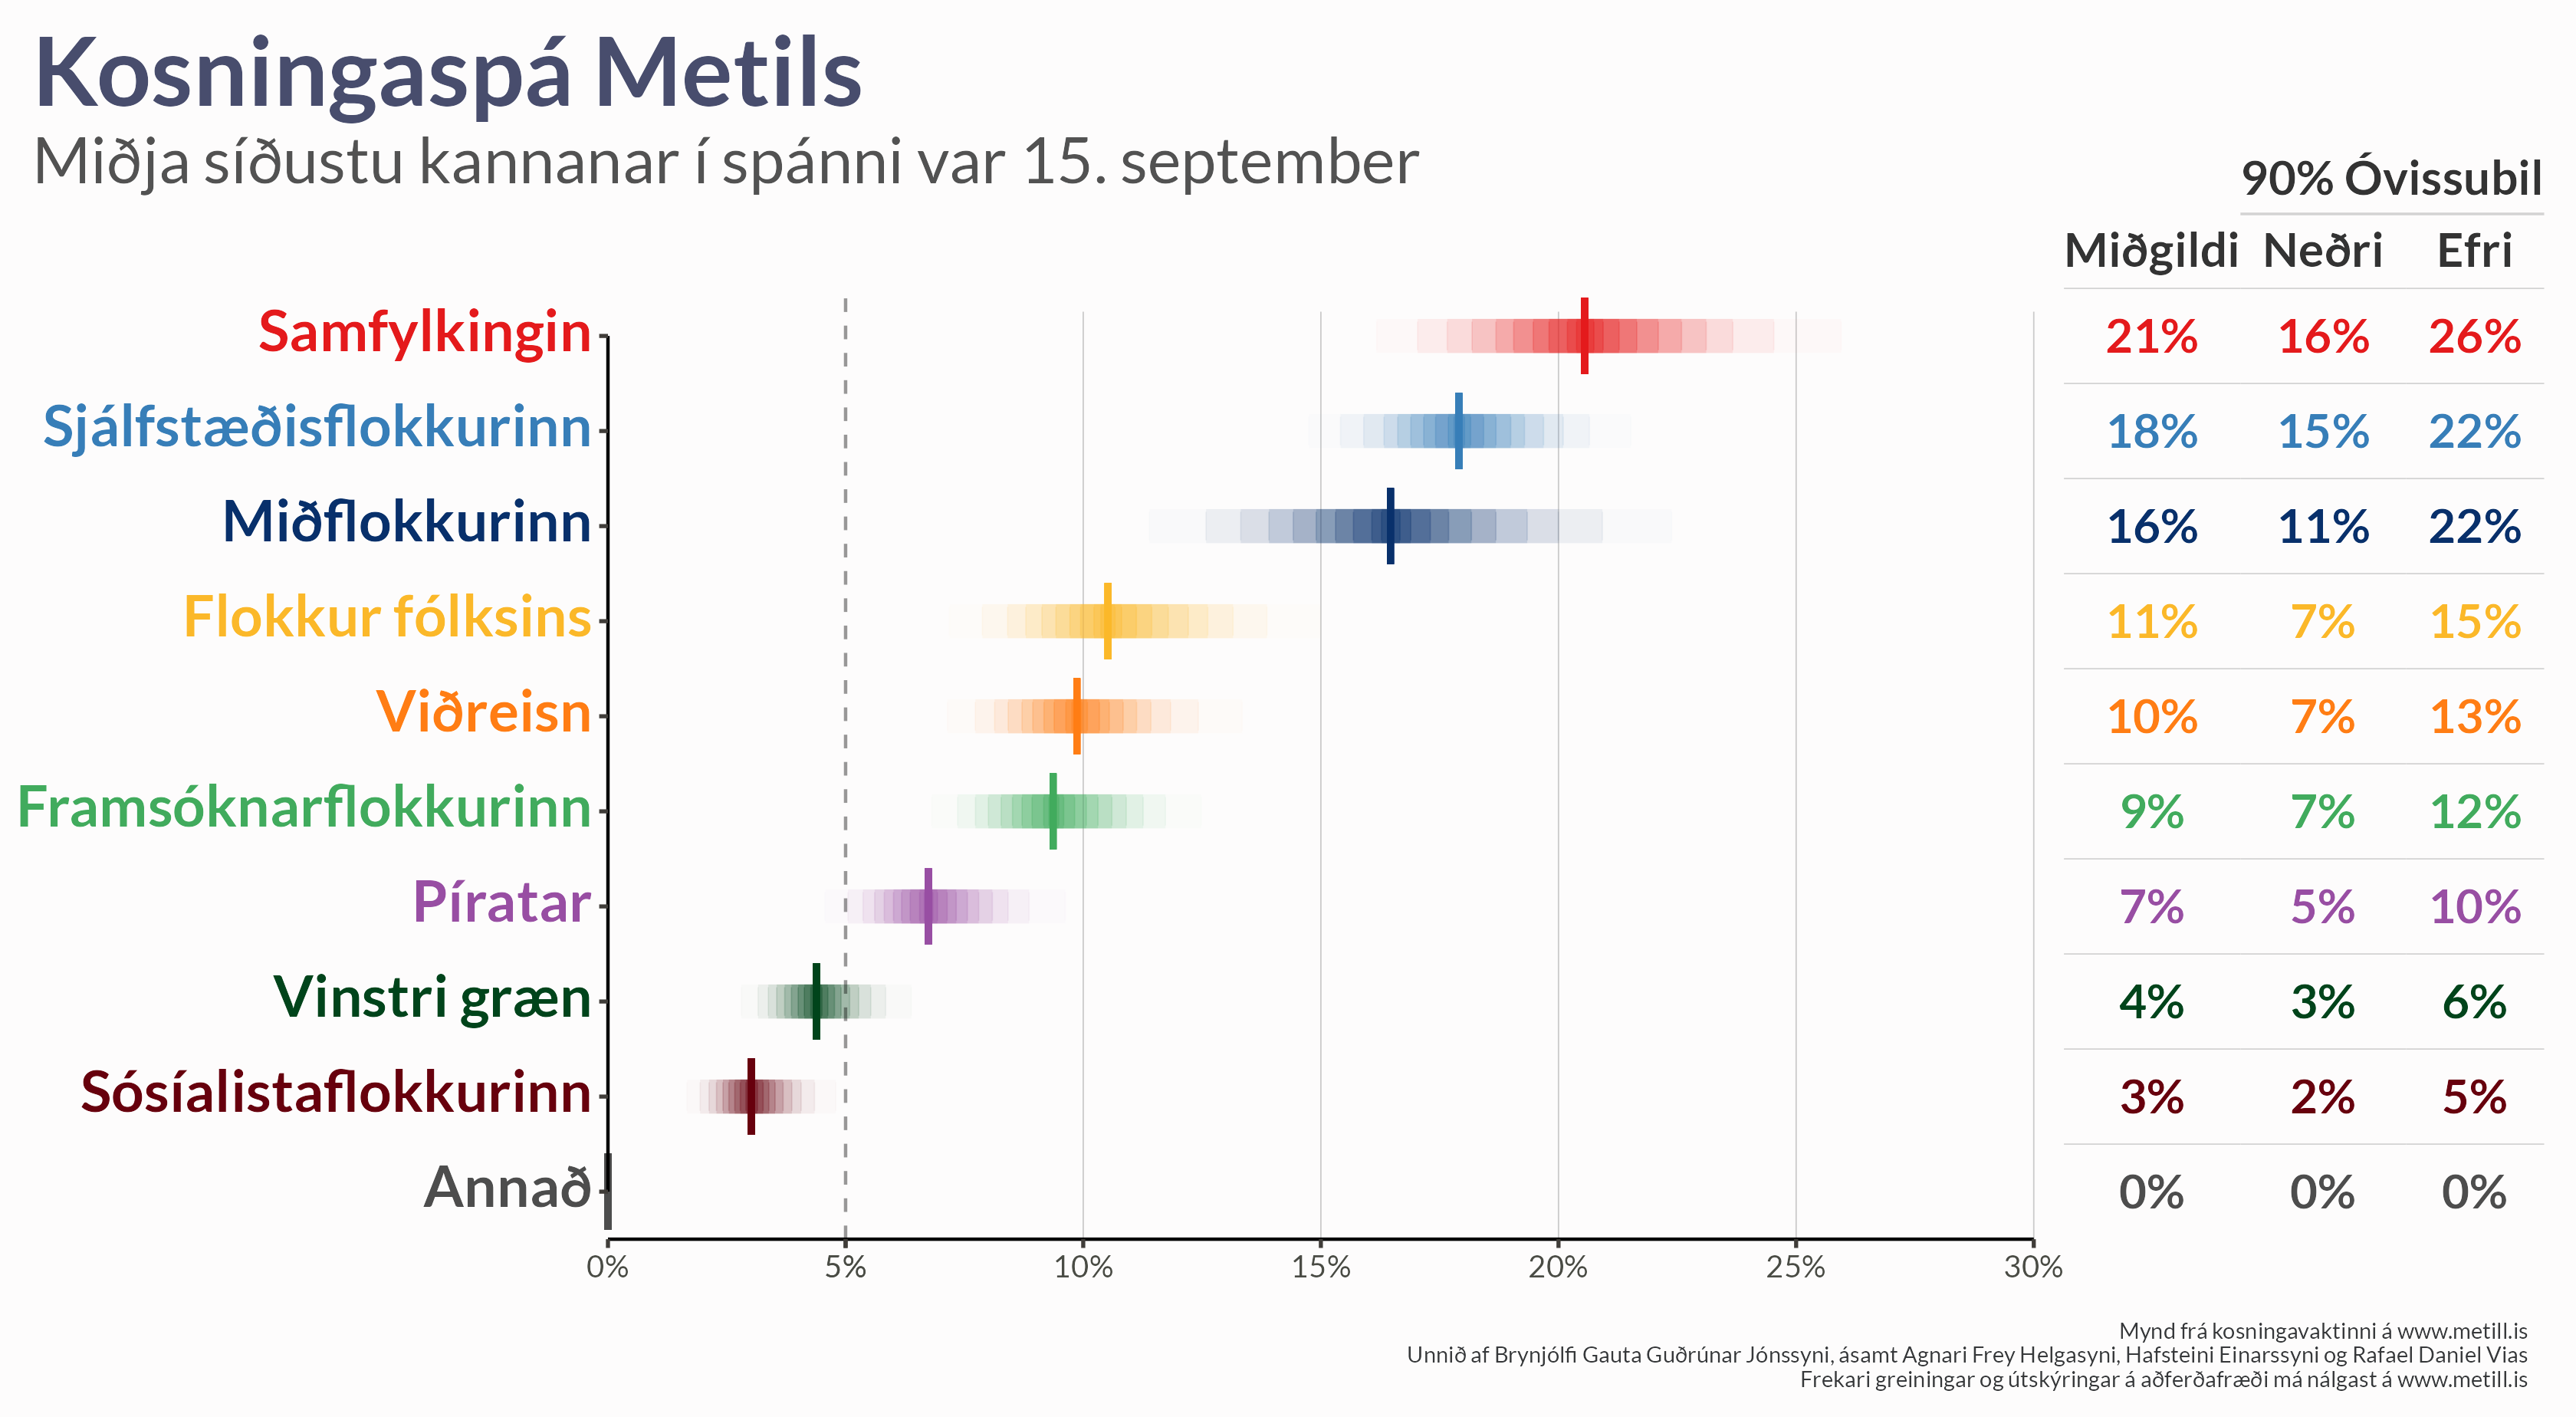 Kosningaspá Metils
Miðja síðustu kannanar í spánni var 15. september
90% Óvissubil
Miðgildi Neðri Efri
Samfylkingin 21% 16% 26%
Sjálfstæðisflokkurinn 18% 15% 22%
Miðflokkurinn 16% 11% 22%
Flokkur fólksins 11% 7% 15%
Viðreisn 10% 7% 13%
Framsóknarflokkurinn 9% 7% 12%
Píratar 7% 5% 10%
Vinstri græn 4% 3% 6%
Sósíalistaflokkurinn 3% 2% 5%
Annað 0% 0% 0%
0% 5% 10% 15% 20% 25% 30%
Mynd frá kosningavaktinni á www.metill.is
Unnið af Brynjólfi Gauta Guðrúnar Jónssyni, ásamt Agnari Frey Helgasyni, Hafsteini Einarssyni og Rafael Daniel Vias
Frekari greiningar og útskýringar á aðferðafræði má nálgast á www.metill.is